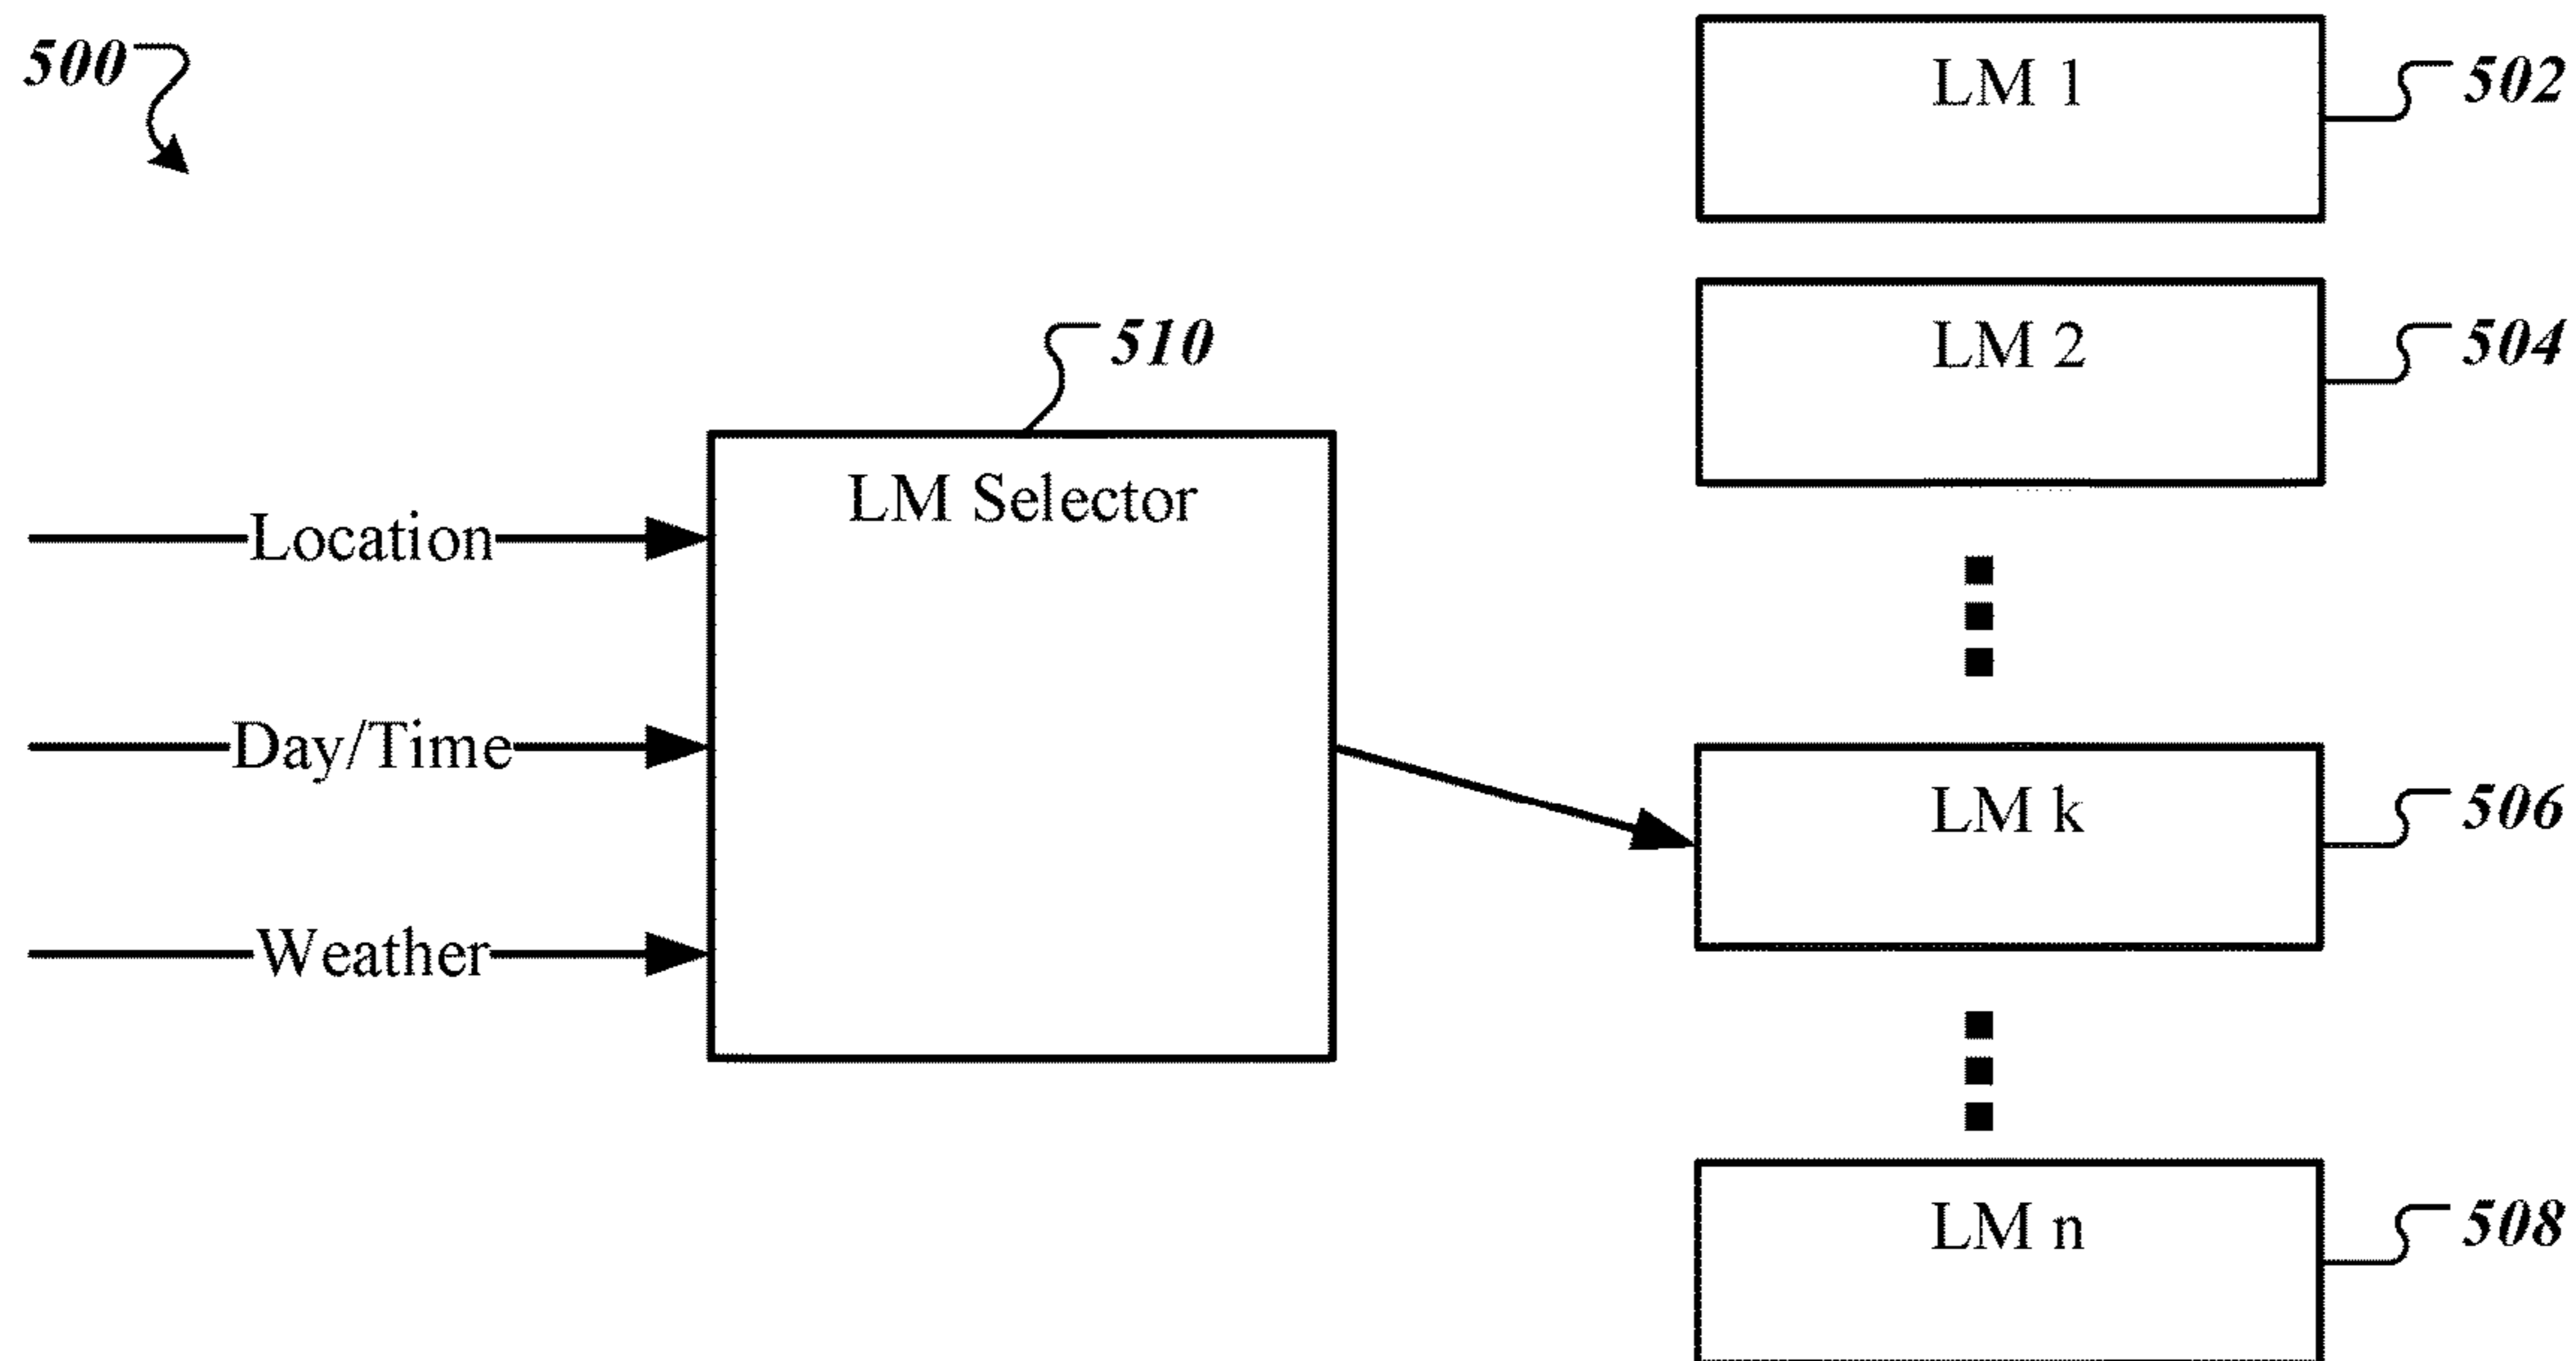 500
LM 1
502
LM 2
504
510
LM Selector
Location
Day/Time
Weather
LM k
506
LM n
508